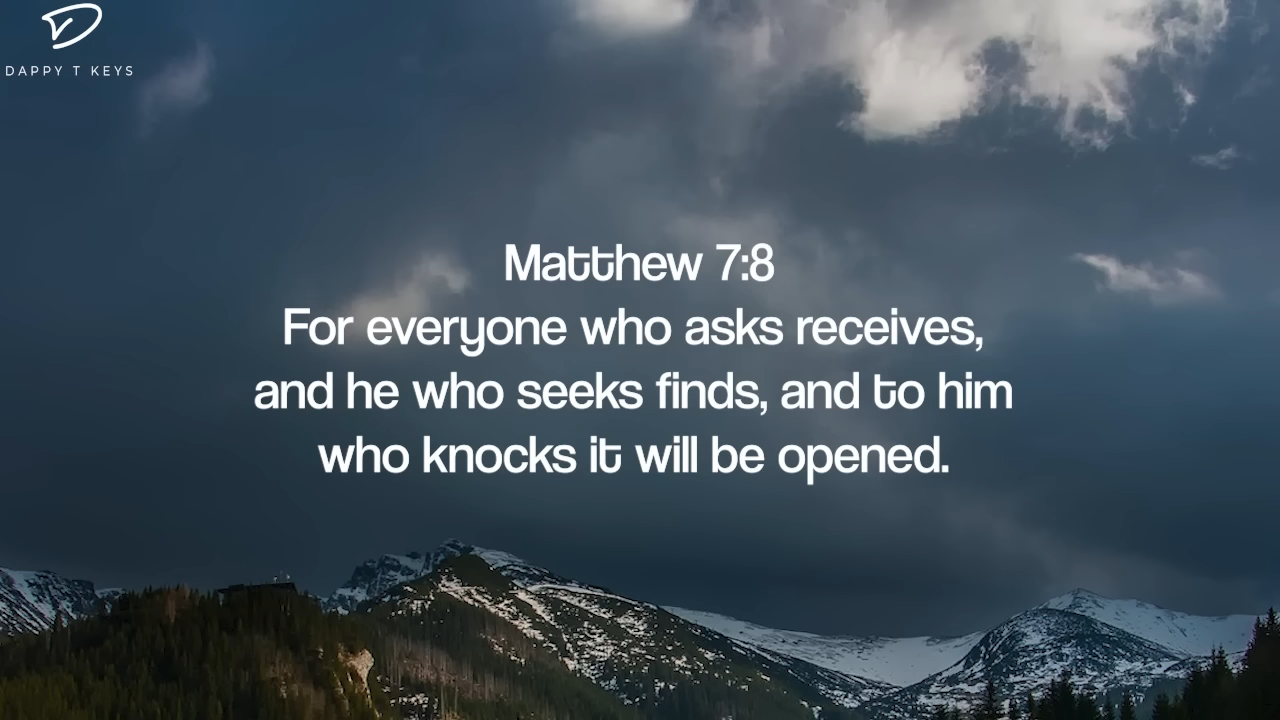 DAPPY T KEYS
Matthew 7:8
For everyone who asks receives,
and he who seeks finds, and to him
who knocks it will be opened.